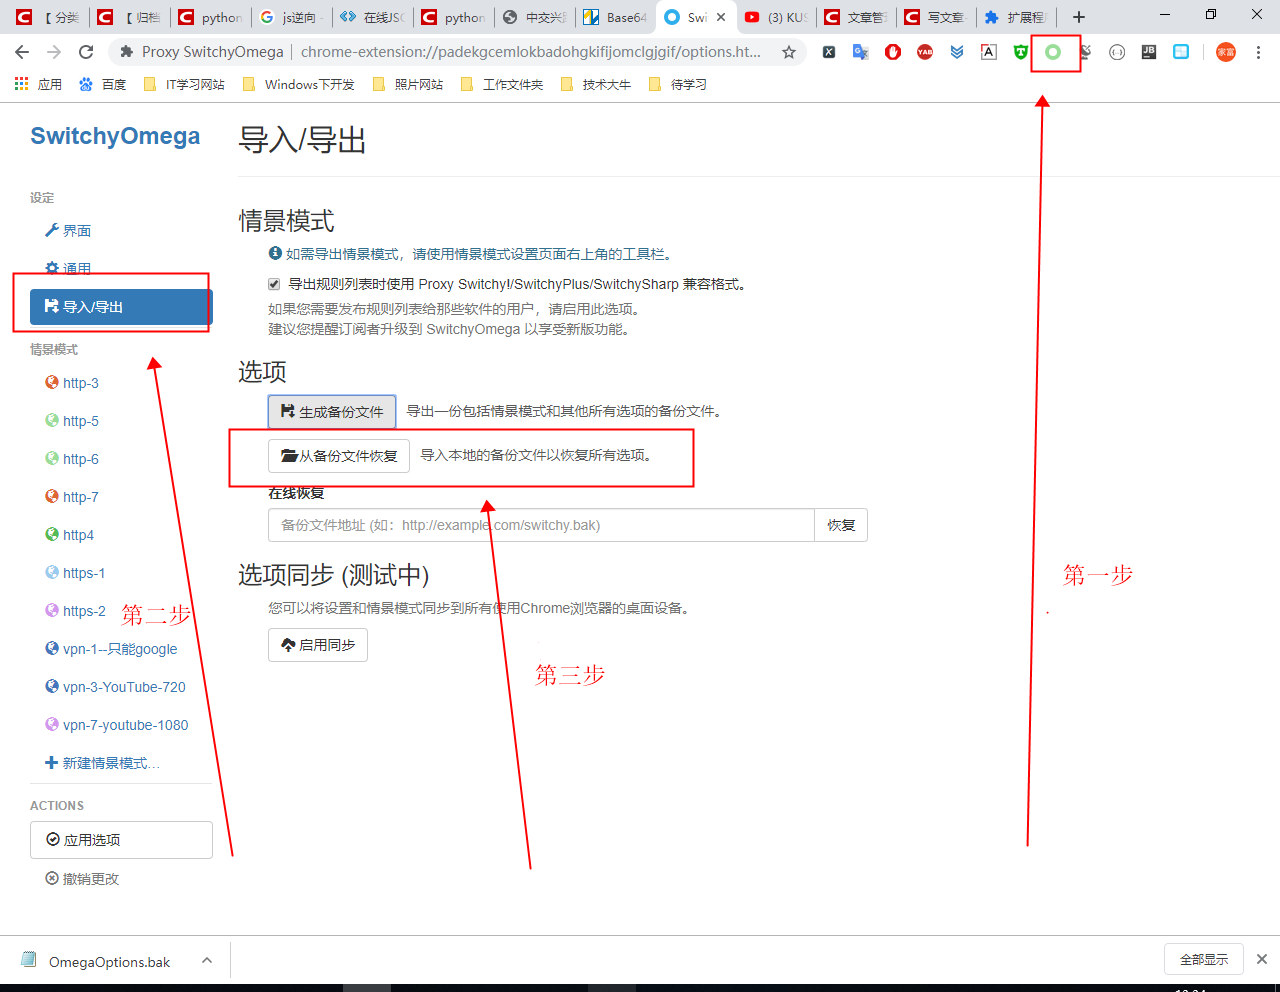 【 分类
【 归档
python
js逆向 -
在线JSO
python
中交兴路
Base64
Swi
(3) KUS
文章管理
写文章-
扩展程序
Proxy SwitchyOmega | chrome-extension://padekgcemlokbadohgkifijomclgjgif/options.ht...
应用
百度
IT学习网站
Windows下开发
照片网站
工作文件夹
技术大牛
待学习
SwitchyOmega
设定
界面
通用
导入/导出
情景模式
http-3
http-5
http-6
http-7
http4
https-1
https-2
vpn-1--只能google
vpn-3-YouTube-720
vpn-7-youtube-1080
新建情景模式…
ACTIONS
应用选项
撤销更改
导入/导出
情景模式
如需导出情景模式，请使用情景模式设置页面右上角的工具栏。
导出规则列表时使用 Proxy Switchy!/SwitchyPlus/SwitchySharp 兼容格式。
如果您需要发布规则列表给那些软件的用户，请启用此选项。
建议您提醒订阅者升级到 SwitchyOmega 以享受新版功能。
选项
生成备份文件 导出一份包括情景模式和其他所有选项的备份文件。
从备份文件恢复 导入本地的备份文件以恢复所有选项。
在线恢复
备份文件地址 (如：http://example.com/switchy.bak) 恢复
选项同步 (测试中)
您可以将设置和情景模式同步到所有使用Chrome浏览器的桌面设备。
启用同步
第一步
第二步
第三步
OmegaOptions.bak
全部显示